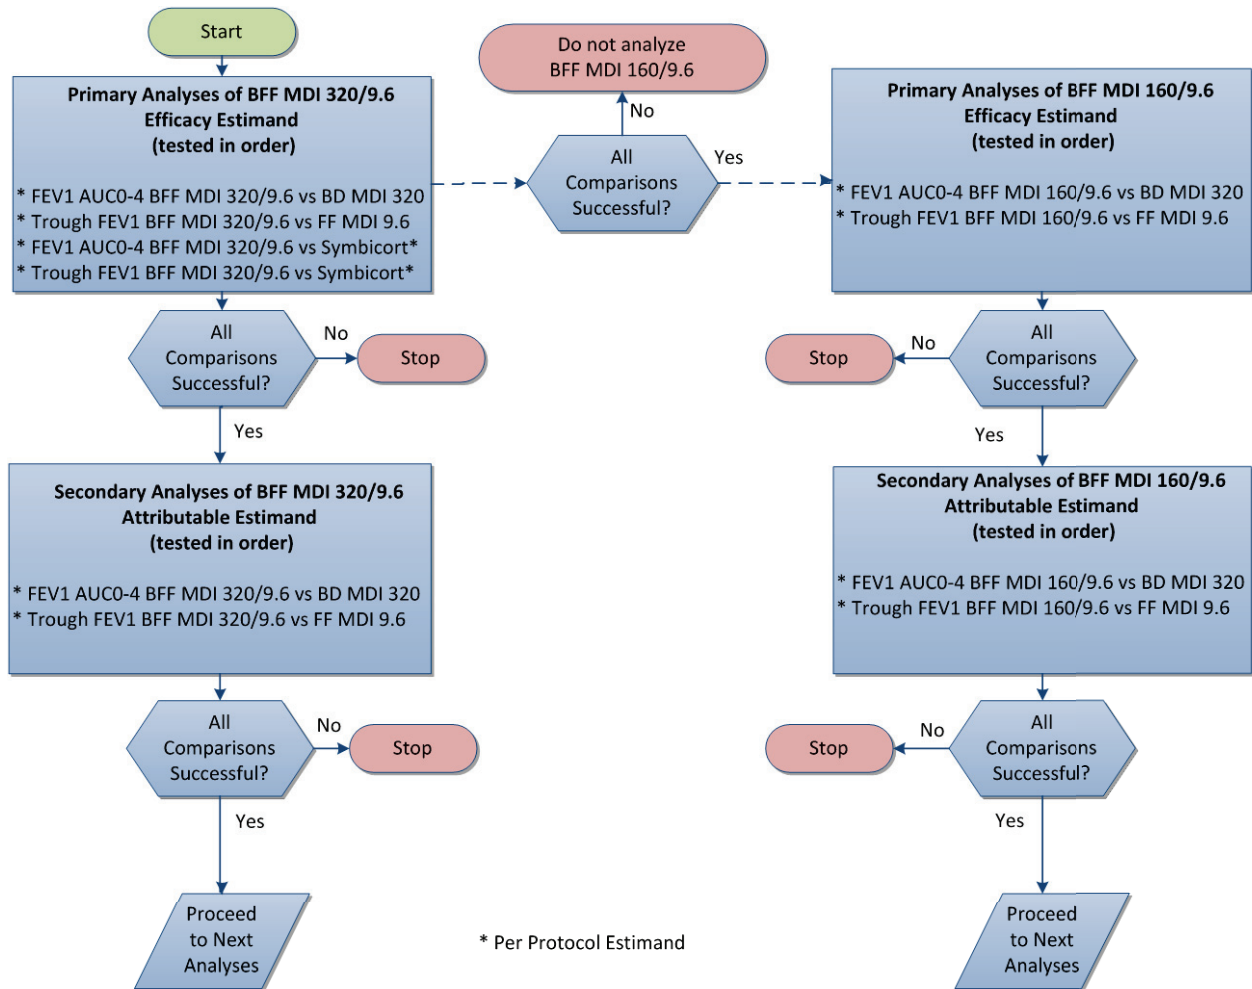 Start
Primary Analyses of BFF MDI 320/9.6
Efficacy Estimand
(tested in order)
* FEV1 AUC0-4 BFF MDI 320/9.6 vs BD MDI 320
* Trough FEV1 BFF MDI 320/9.6 vs FF MDI 9.6
* FEV1 AUC0-4 BFF MDI 320/9.6 vs Symbicort*
* Trough FEV1 BFF MDI 320/9.6 vs Symbicort*
Do not analyze
BFF MDI 160/9.6
No
All
Comparisons
Successful?
Yes
Primary Analyses of BFF MDI 160/9.6
Efficacy Estimand
(tested in order)
* FEV1 AUC0-4 BFF MDI 160/9.6 vs BD MDI 320
* Trough FEV1 BFF MDI 160/9.6 vs FF MDI 9.6
All
Comparisons
Successful?
No
Stop
Yes
Stop
No
All
Comparisons
Successful?
Yes
Secondary Analyses of BFF MDI 320/9.6
Attributable Estimand
(tested in order)
* FEV1 AUC0-4 BFF MDI 320/9.6 vs BD MDI 320
* Trough FEV1 BFF MDI 320/9.6 vs FF MDI 9.6
Secondary Analyses of BFF MDI 160/9.6
Attributable Estimand
(tested in order)
* FEV1 AUC0-4 BFF MDI 160/9.6 vs BD MDI 320
* Trough FEV1 BFF MDI 160/9.6 vs FF MDI 9.6
All
Comparisons
Successful?
No
Stop
Yes
Stop
No
All
Comparisons
Successful?
Yes
Proceed
to Next
Analyses
* Per Protocol Estimand
Proceed
to Next
Analyses